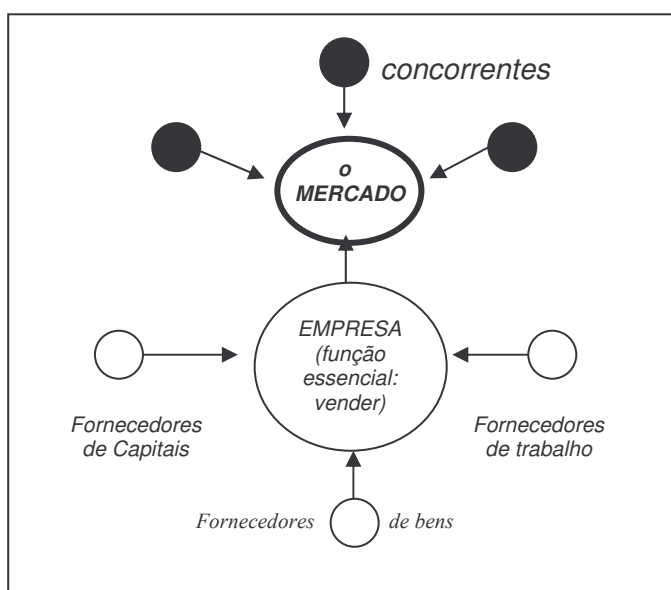 concorrentes
o
MERCADO
EMPRESA
(função
essencial:
vender)
Fornecedores
de Capitais
Fornecedores
de trabalho
Fornecedores de bens